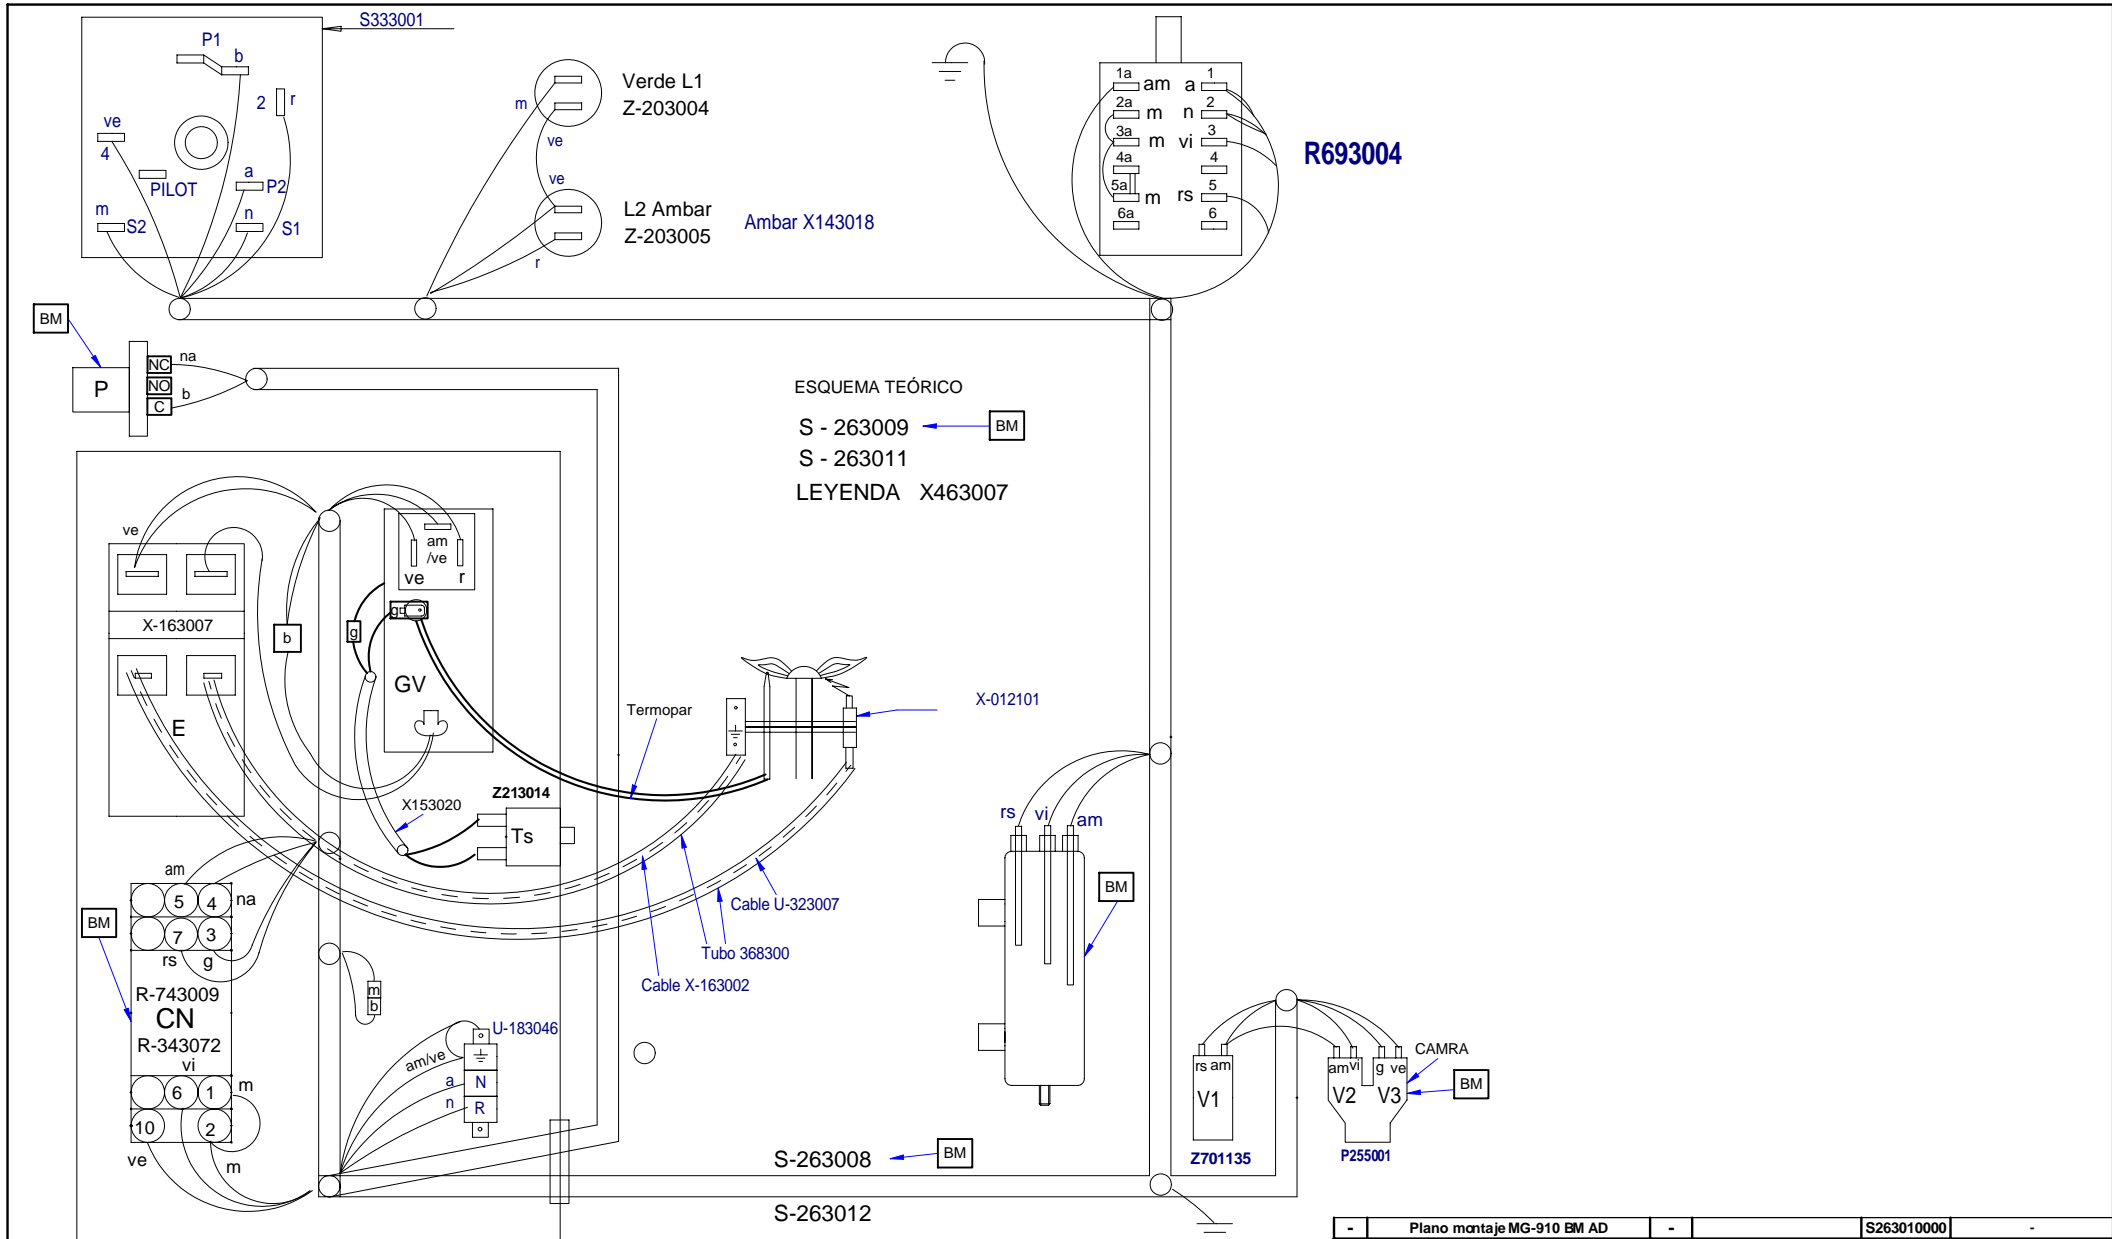 S333001
P1
b
2 r
ve
4
PILOT
a
P2
m
S2
n
S1
m
Verde L1
Z-203004
ve
ve
L2 Ambar
Z-203005
Ambar X143018
r
1a am a 1
2a m n 2
3a m vi 3
4a 4
5a m rs 5
6a 6
R693004
BM
P
NC
NO
C
na
b
ESQUEMA TEÓRICO
S - 263009
BM
S - 263011
LEYENDA X463007
ve
X-163007
E
b
am
/ve
ve r
g
g
GV
Termopar
X-012101
X153020
Z213014
Ts
Cable U-323007
Tubo 368300
Cable X-163002
rs vi am
BM
am
5 4 na
7 3
rs g
BM
R-743009
CN
R-343072
vi
6 1 m
10 2
ve m
m
b
U-183046
am/ve
a N
n R
S-263008
BM
S-263012
rs am
V1
Z701135
am vi g ve
V2 V3
CAMRA
BM
P255001
- Plano montaje MG-910 BM AD - S263010000 -